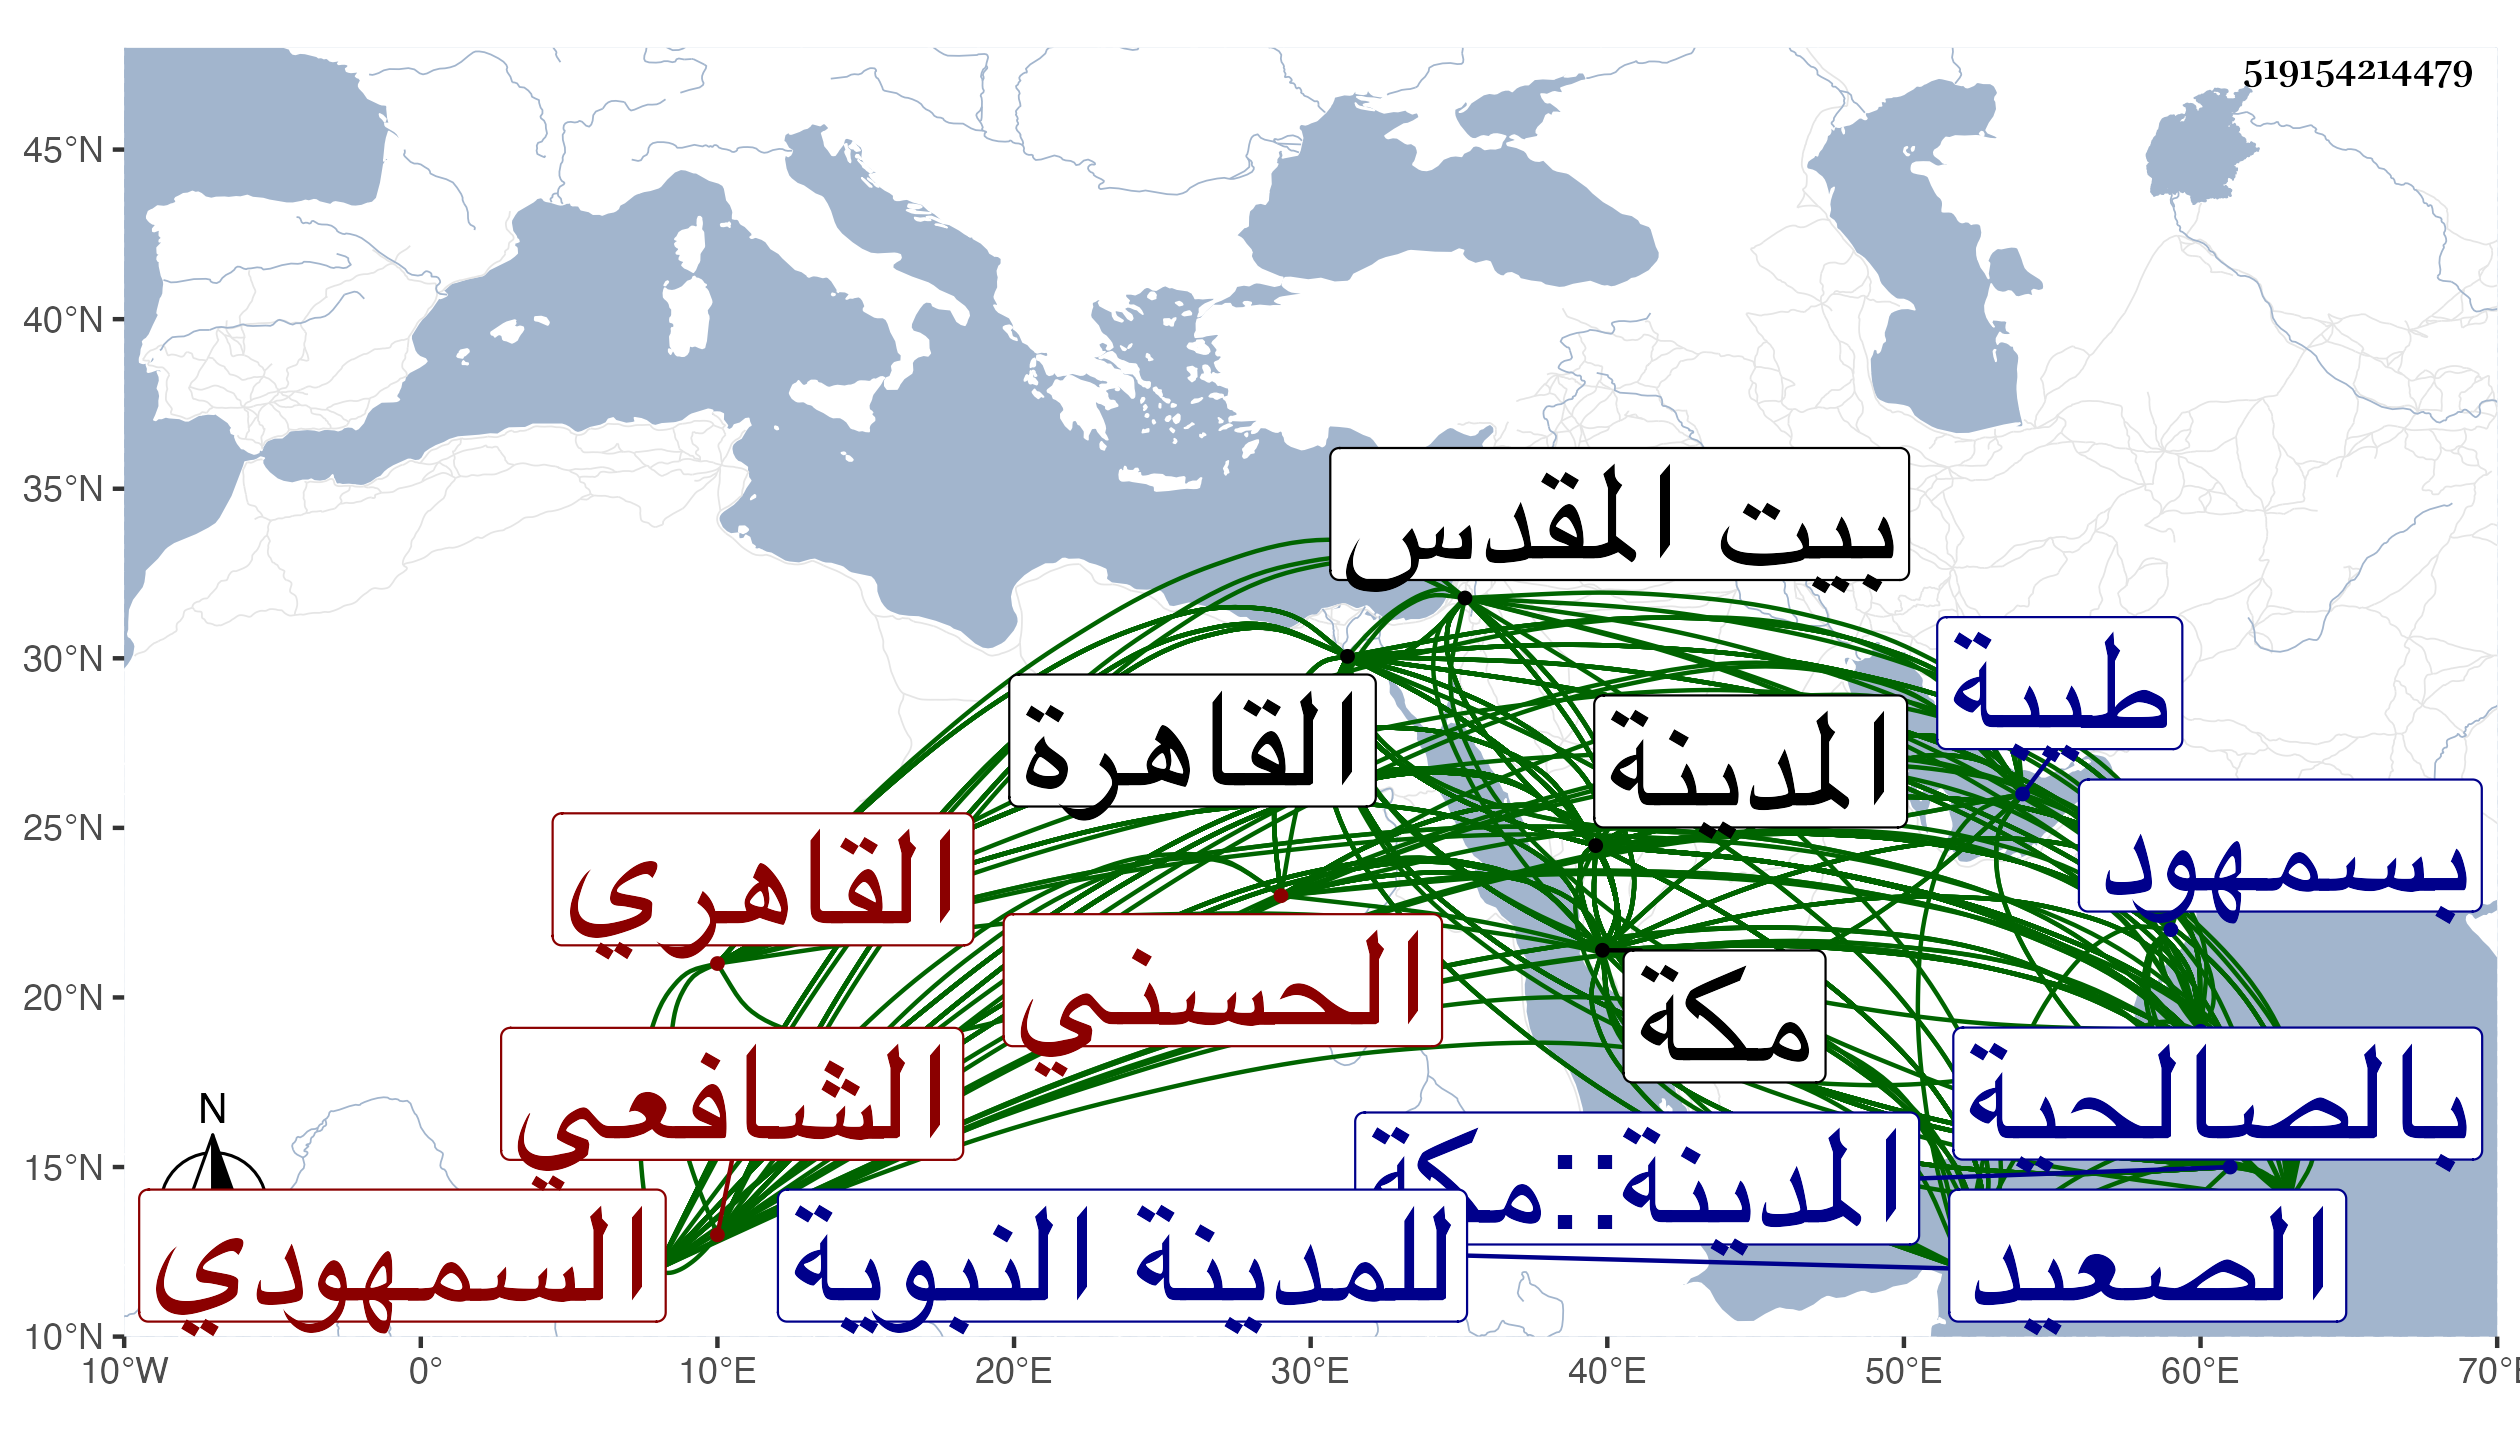 519154214479
45°N
40°N
35°N
30°N
25°N
20°N
15°N
10°N
10°W
0°
10°E
20°E
30°E
40°E
50°E
60°E
70°E
N
بيت المقدس
طيبة
القاهرة
المدينة
بسمهود
القاهري
الحسني
مكة
الشافعي
بالصالحية
المدينة::مكة
السمهودي
للمدينة النبوية
الصعيد